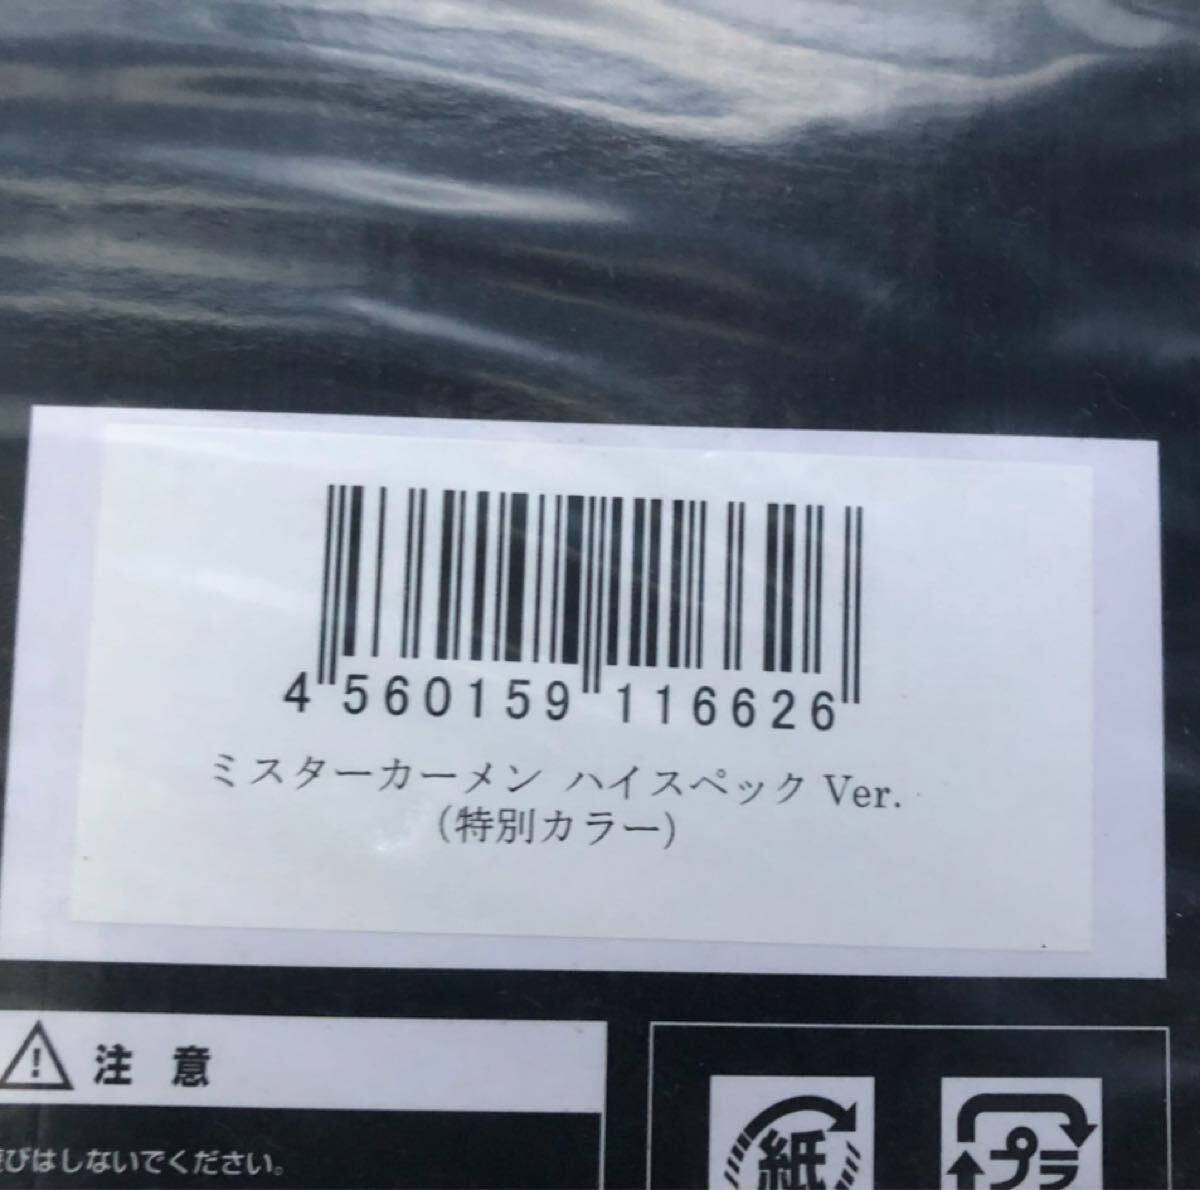 4 560159 116626
ミスターカーメン ハイスペック Ver.
(特別カラー)
注 意
びはしないでください。
紙
プラ